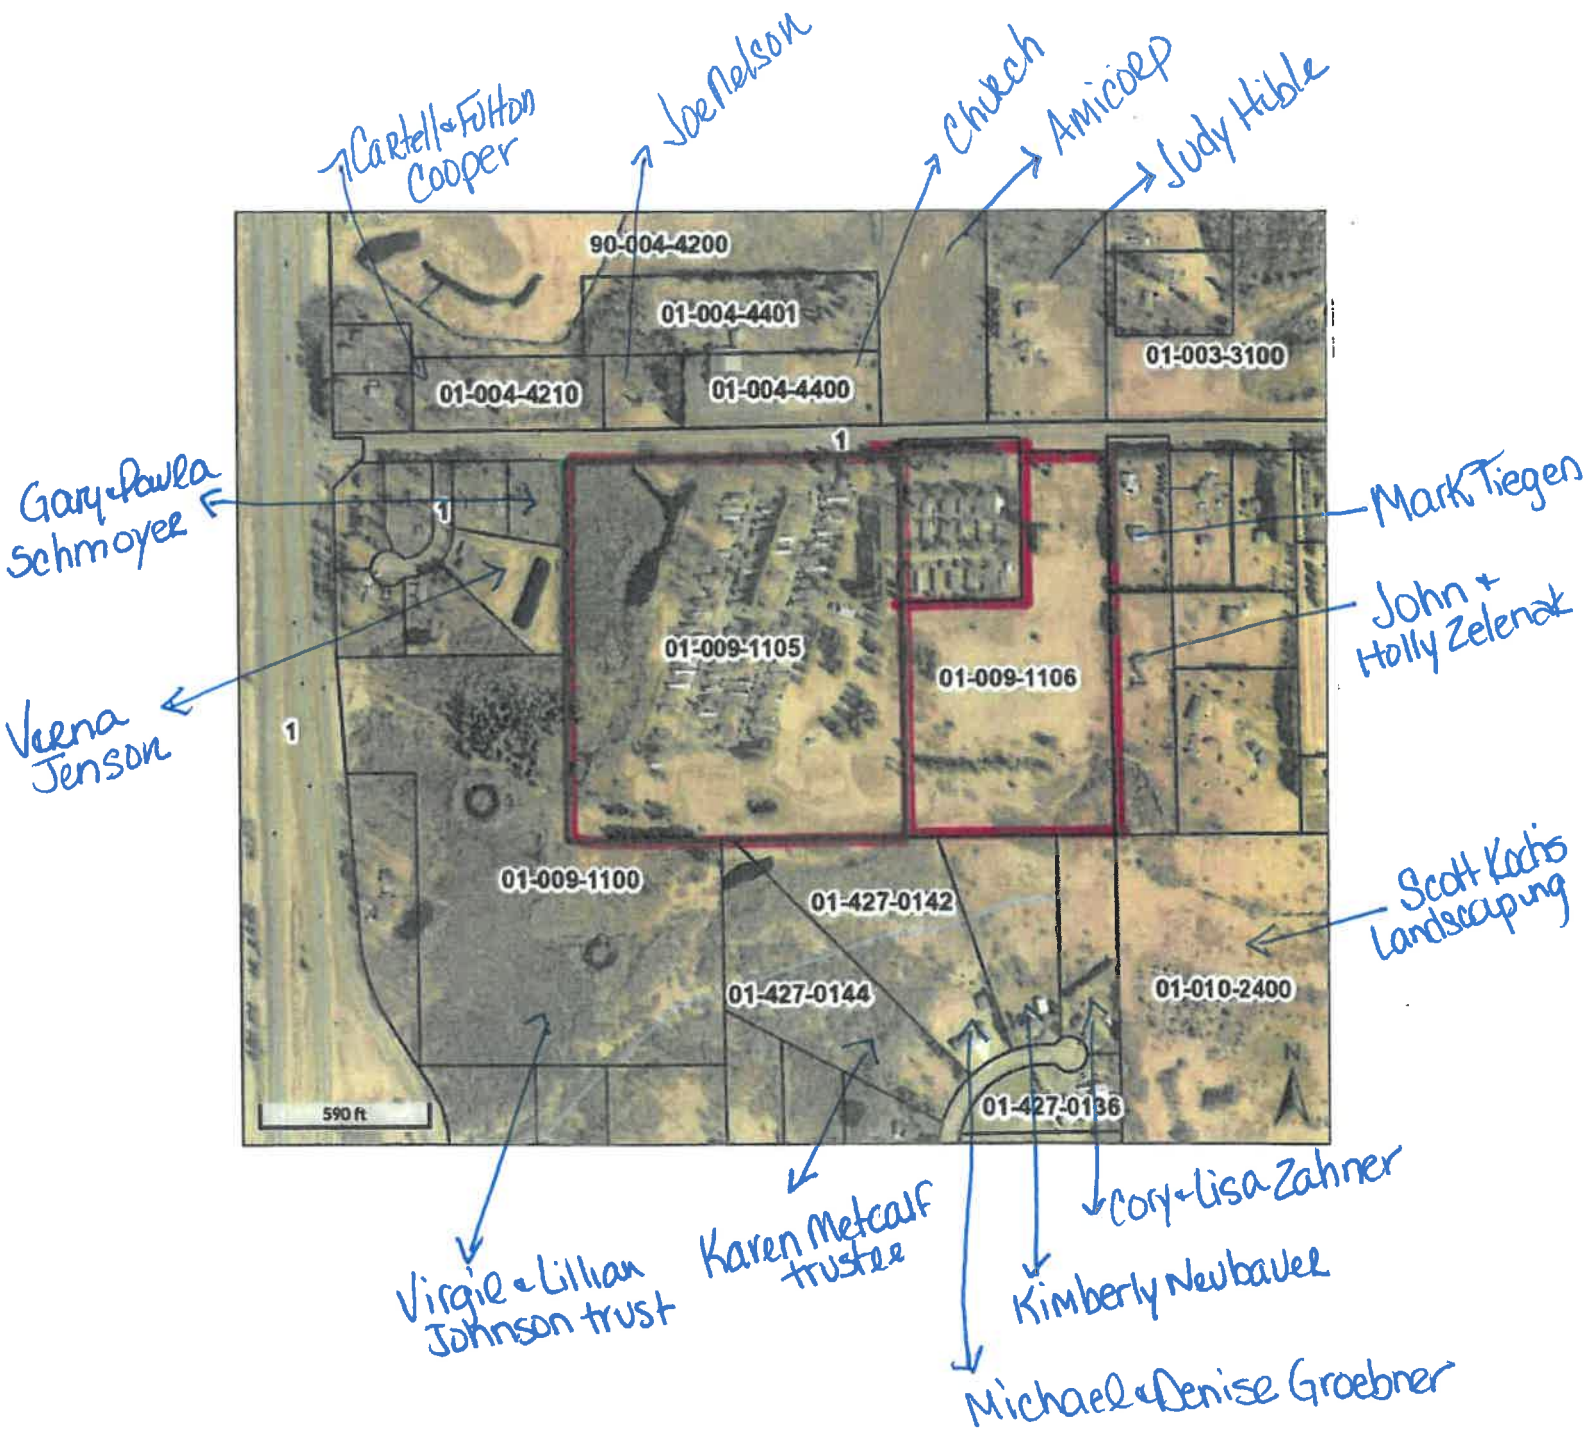 Joe Nelson
Church
Amicorp
Judy Hible
Cartell & Fulton
Cooper
90-004-4200
01-004-4401
01-003-3100
01-004-4210
01-004-4400
1
Gary & Pawla
Schmoyer
1
Mark Tiegen
John +
Holly Zelenak
01-009-1105
01-009-1106
Verna
Jenson
1
01-009-1100
01-427-0142
Scott Koch's
Landscaping
01-427-0144
01-010-2400
N
590 ft
01-427-0136
Cory & Lisa Zahner
Karen Metcalf
trustee
Kimberly Neubauer
Virgil & Lillian
Johnson trust
Michael & Denise Groebner